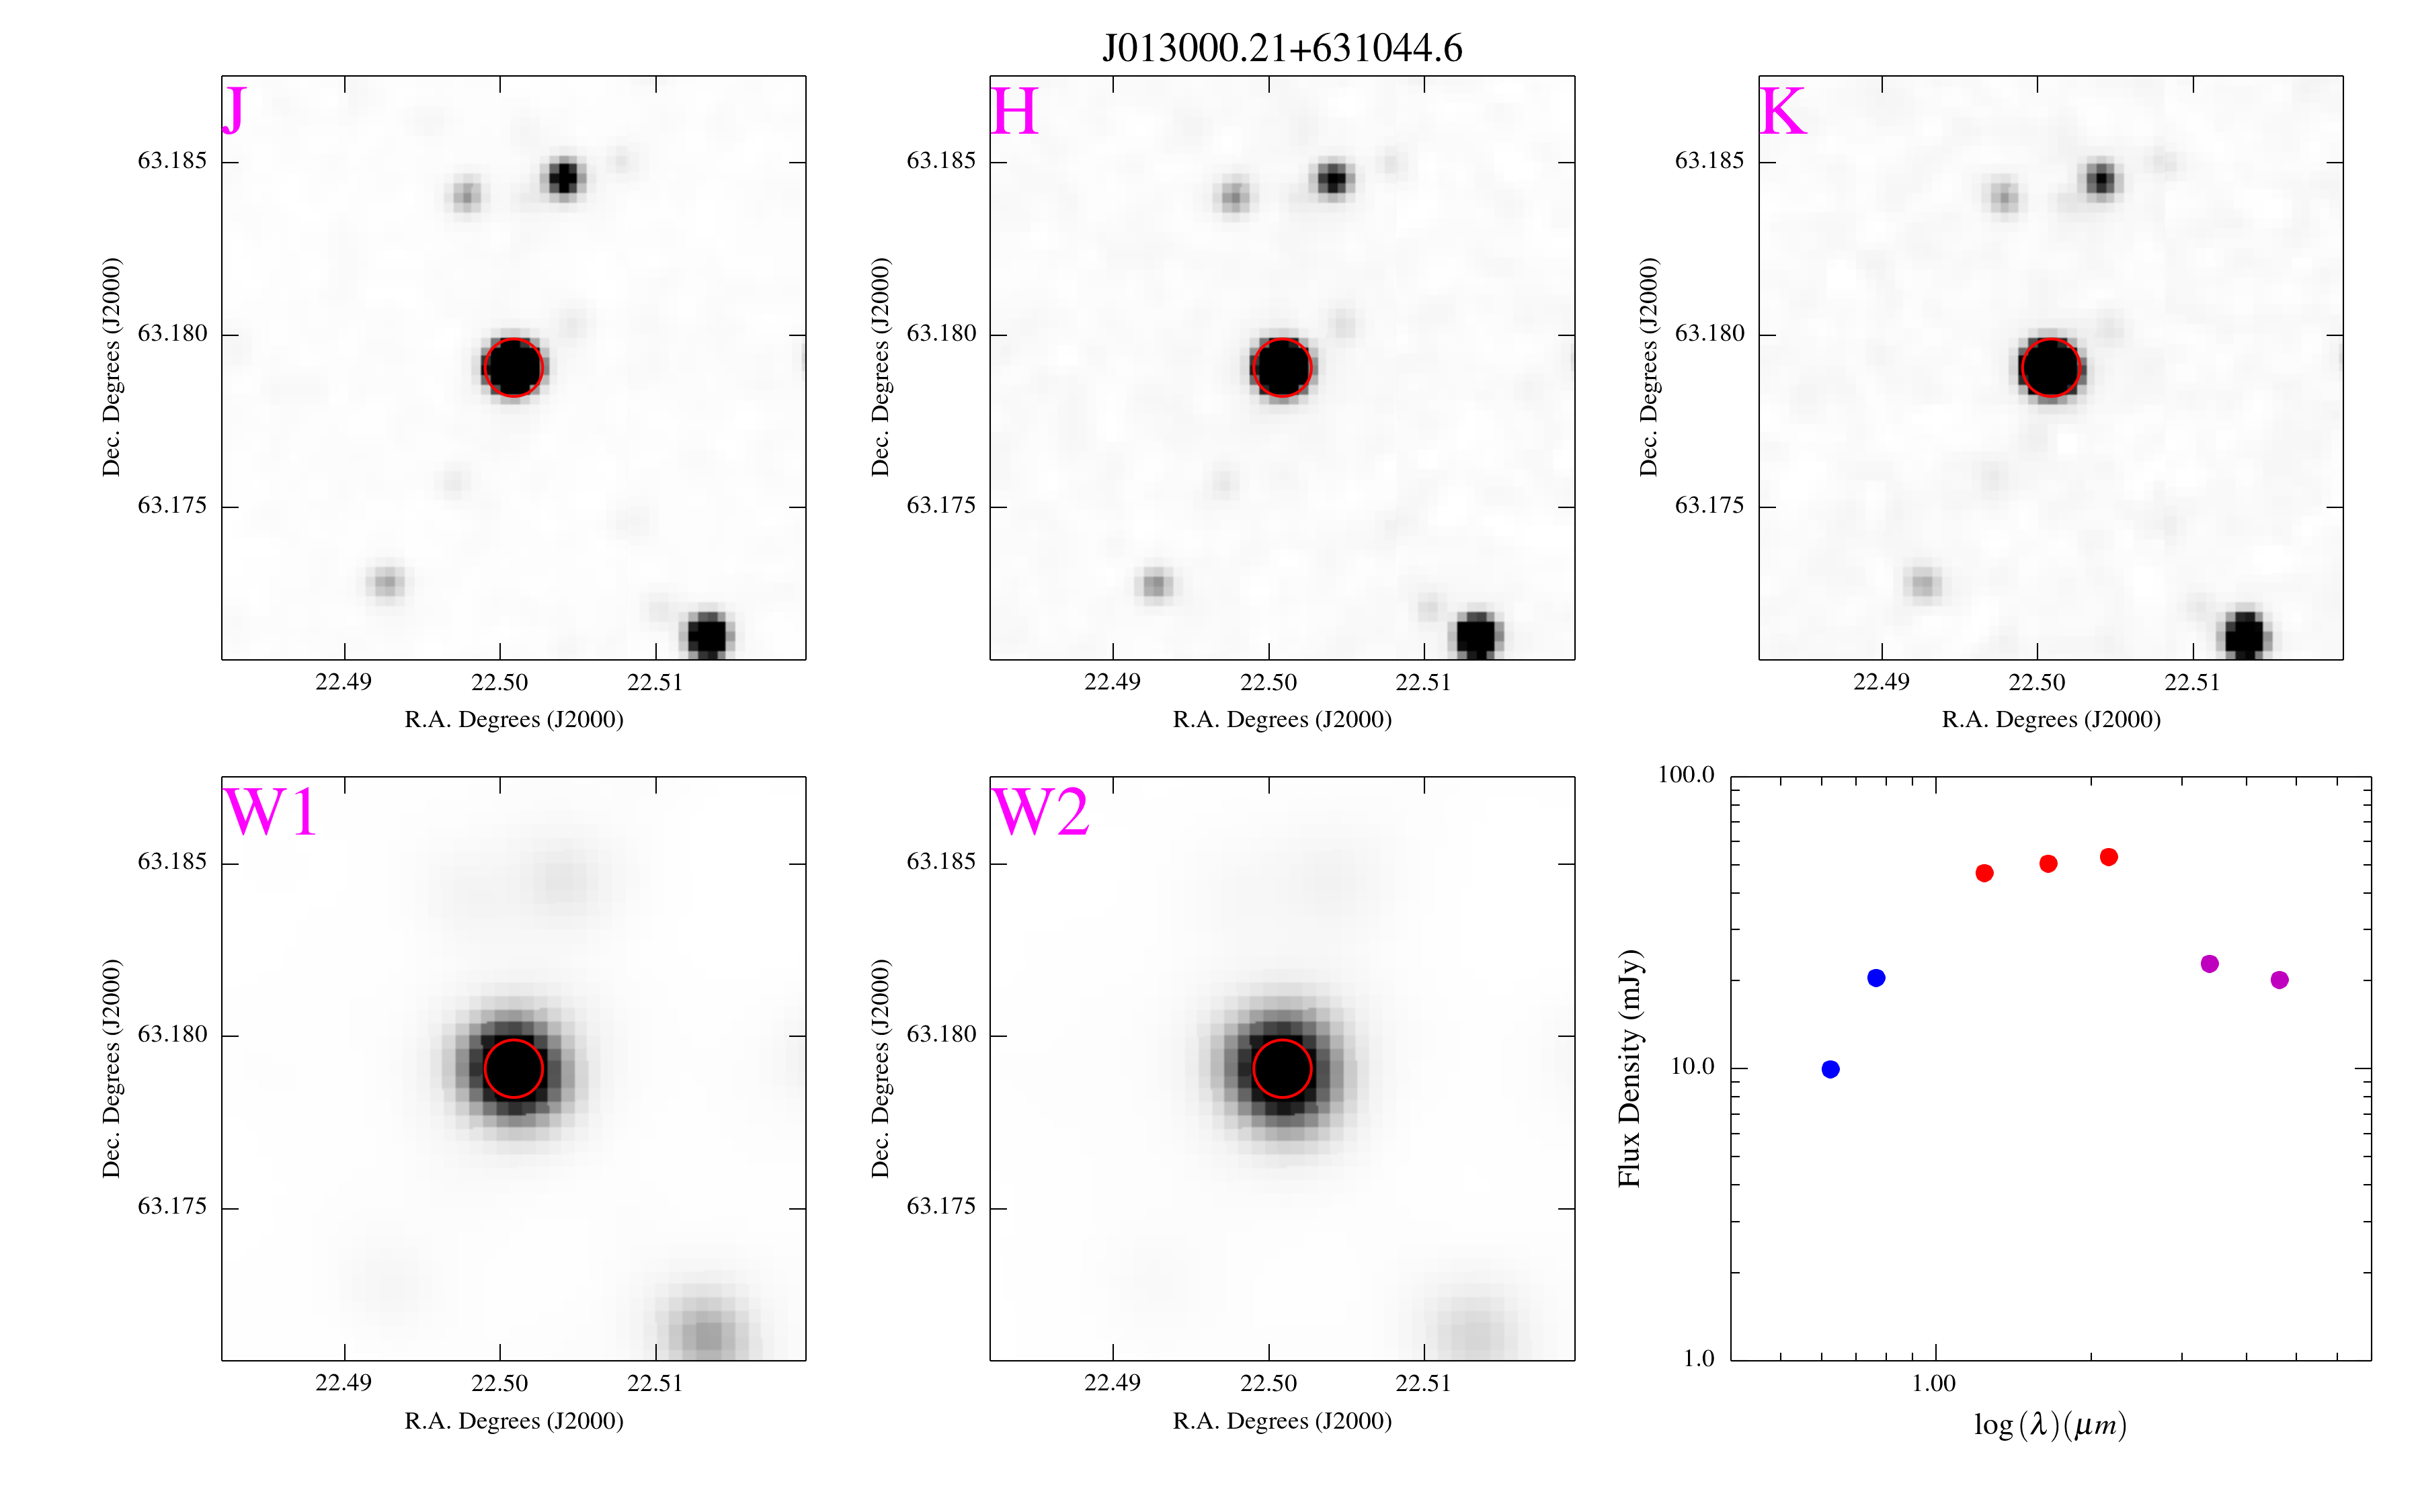 J013000.21+631044.6
J
63.185
63.180
63.175
Dec. Degrees (J2000)
22.49 22.50 22.51
R.A. Degrees (J2000)
H
63.185
63.180
63.175
Dec. Degrees (J2000)
22.49 22.50 22.51
R.A. Degrees (J2000)
K
63.185
63.180
63.175
Dec. Degrees (J2000)
22.49 22.50 22.51
R.A. Degrees (J2000)
W1
63.185
63.180
63.175
Dec. Degrees (J2000)
22.49 22.50 22.51
R.A. Degrees (J2000)
W2
63.185
63.180
63.175
Dec. Degrees (J2000)
22.49 22.50 22.51
R.A. Degrees (J2000)
100.0
10.0
1.0
Flux Density (mJy)
1.00
log(λ)(μm)